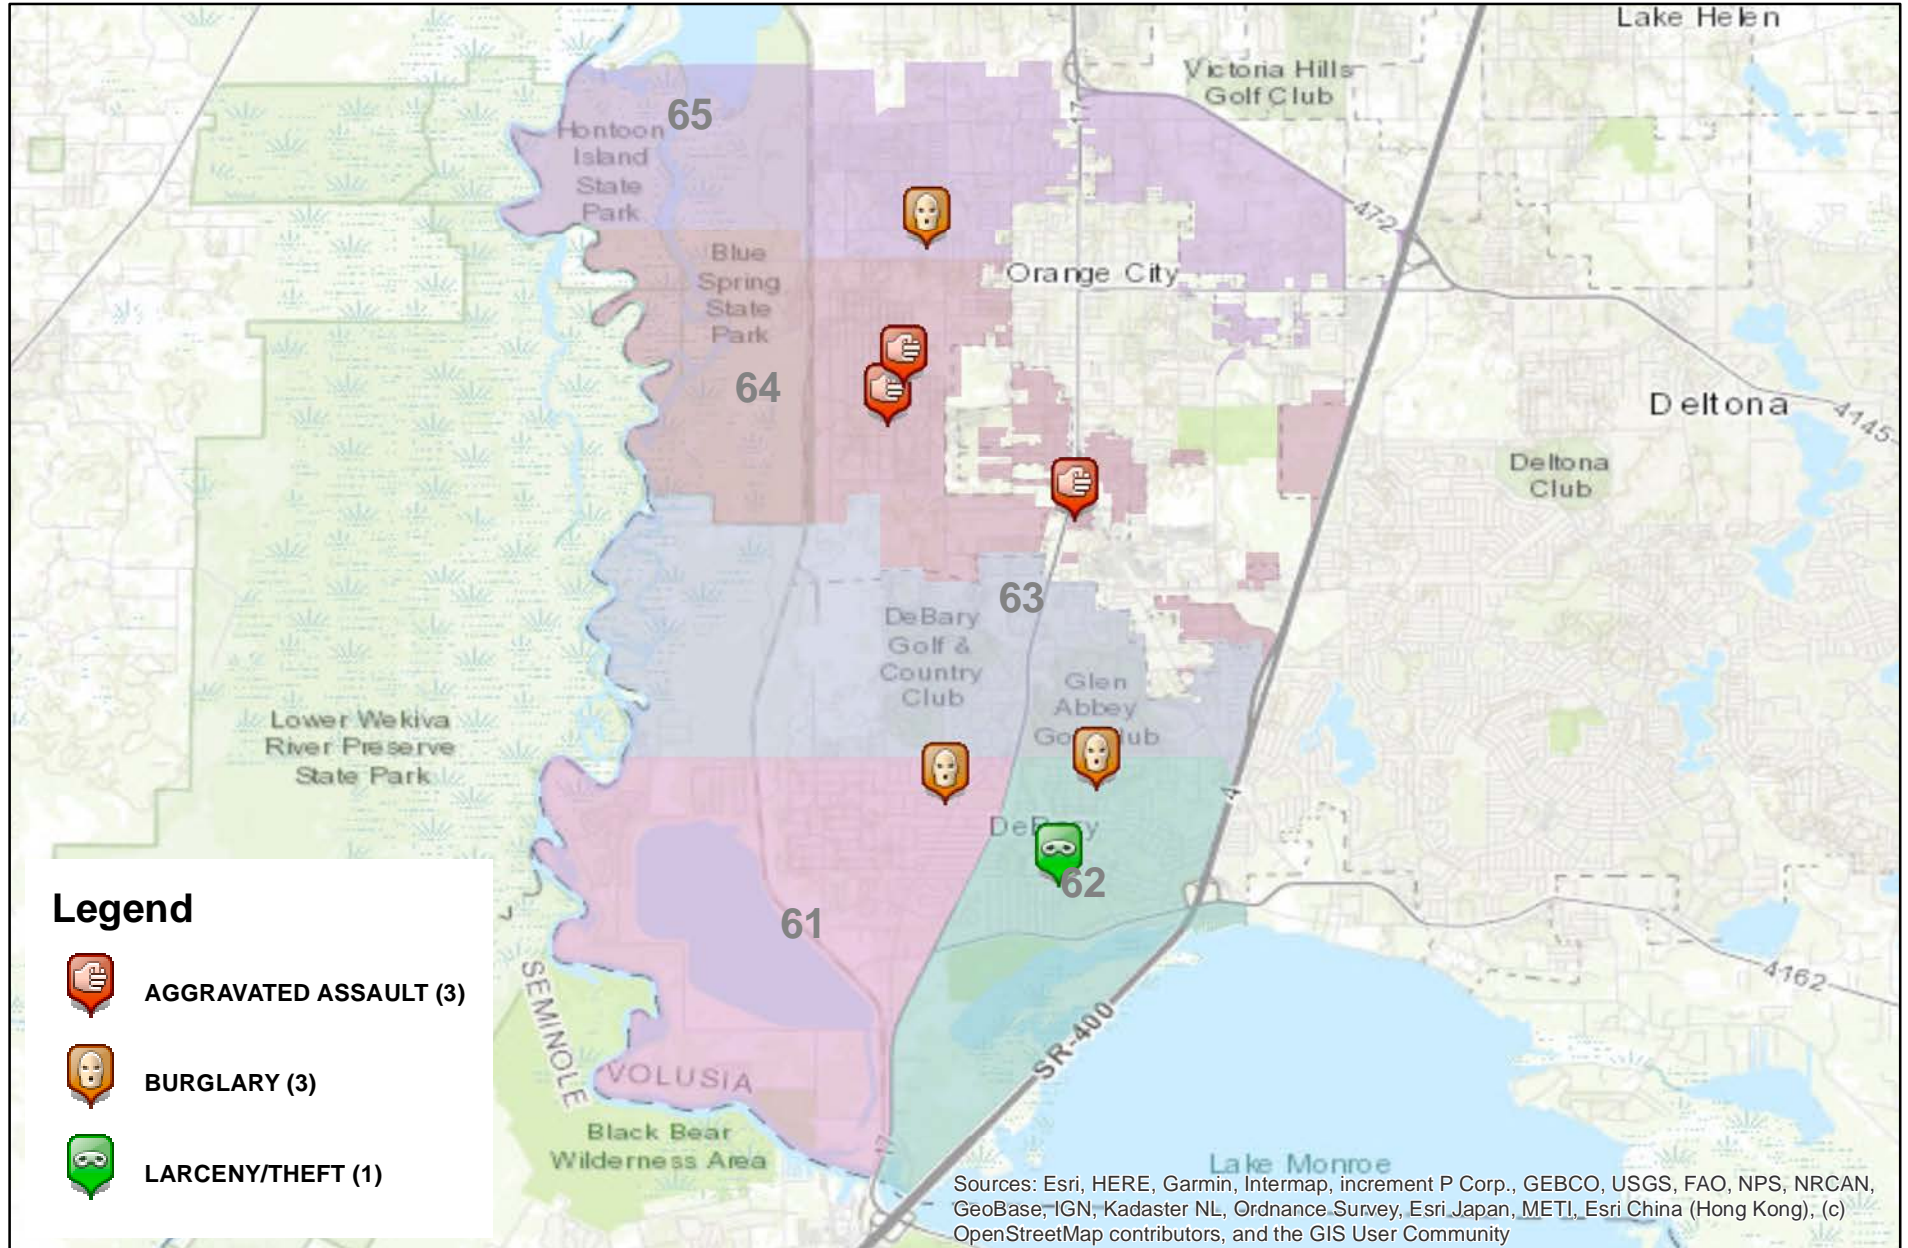 Lake Helen
Victoria Hills
Golf Club
17
65
Hontoon
Island
State
Park
472
Blue
Spring
State
Park
Orange City
64
Deltona
4145
Deltona
Club
63
DeBary
Golf &
Country
Club
Glen
Abbey
Lower Wekiva
River Preserve
State Park
4
62
61
Legend
AGGRAVATED ASSAULT (3)
BURGLARY (3)
LARCENY/THEFT (1)
4162
SEMINOLE
VOLUSIA
SR-400
17
Black Bear
Wilderness Area
Lake Monroe
Sources: Esri, HERE, Garmin, Intermap, increment P Corp., GEBCO, USGS, FAO, NPS, NRCAN,
GeoBase, IGN, Kadaster NL, Ordnance Survey, Esri Japan, METI, Esri China (Hong Kong), (c)
OpenStreetMap contributors, and the GIS User Community